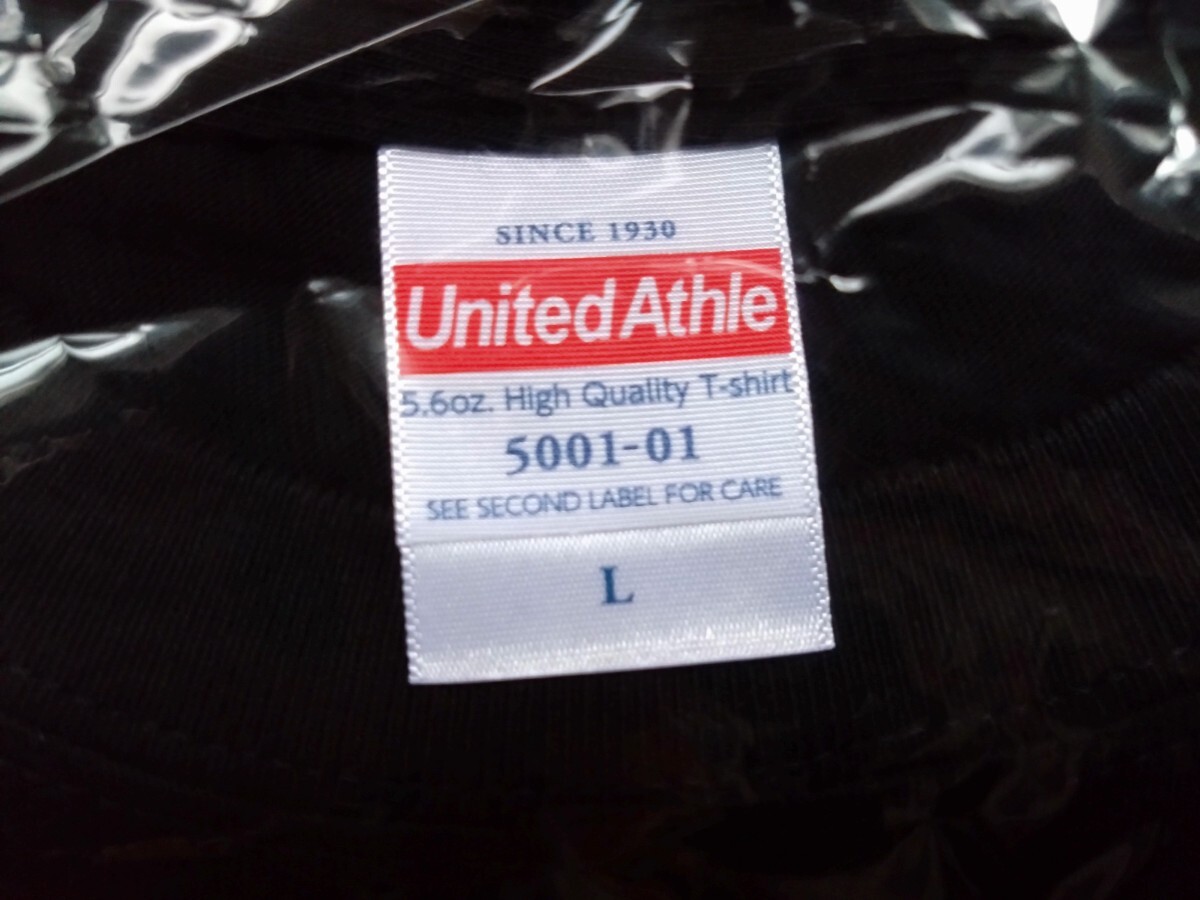 SINCE 1930
United Athle
5.6oz. High Quality T-shirt
5001-01
SEE SECOND LABEL FOR CARE
L